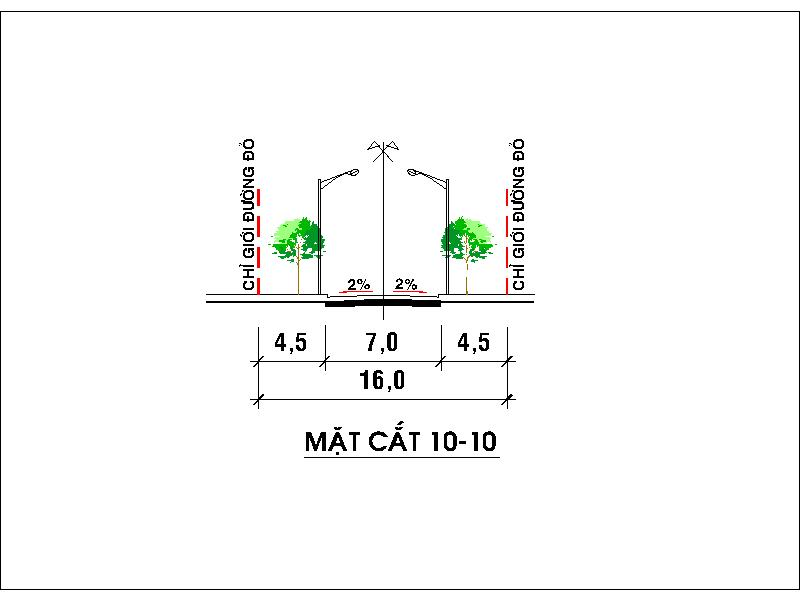 CHỈ GIỚI ĐƯỜNG ĐỎ
CHỈ GIỚI ĐƯỜNG ĐỎ
2% 2%
4,5 7,0 4,5
16,0
MẶT CẮT 10-10